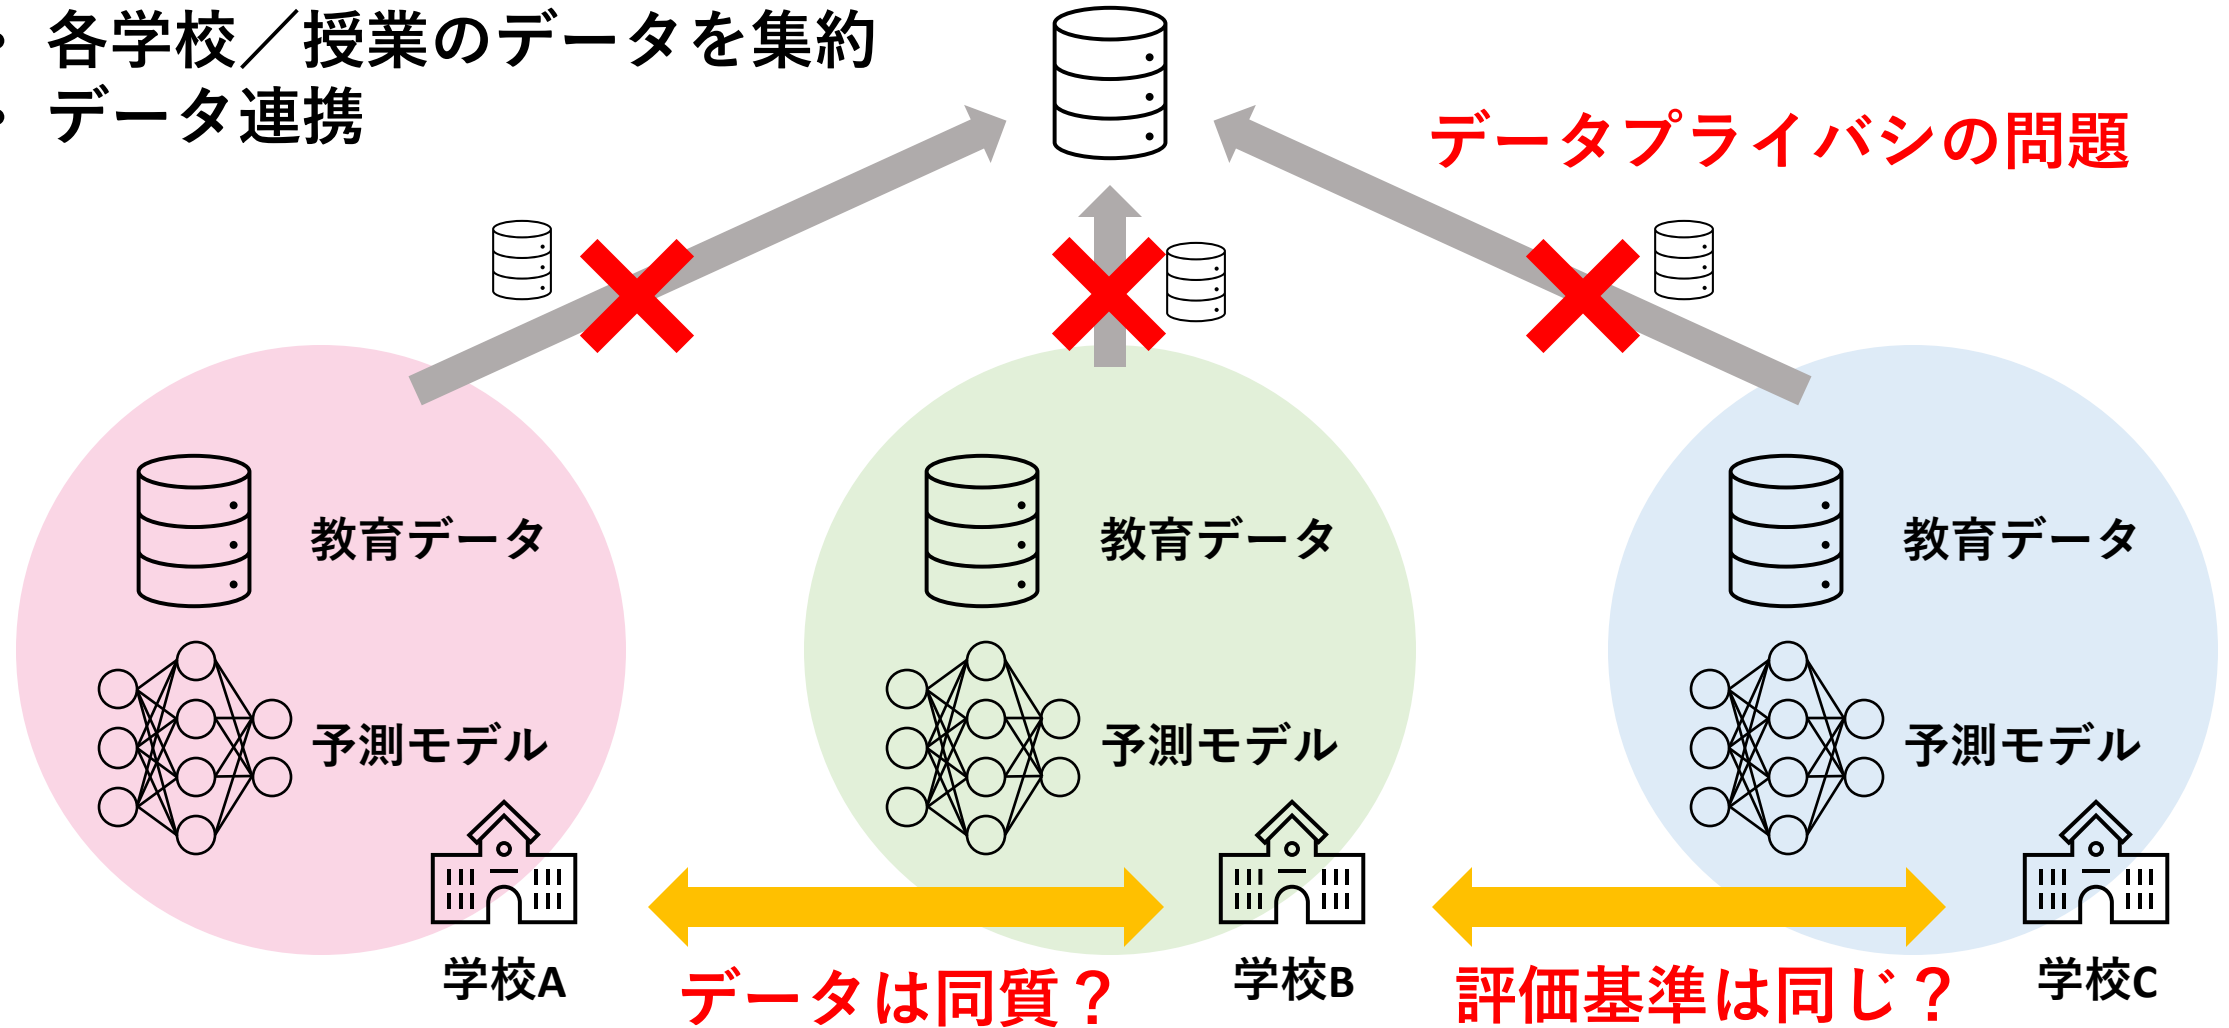 • 各学校／授業のデータを集約
• データ連携
データプライバシの問題
教育データ
教育データ
教育データ
予測モデル
予測モデル
予測モデル
学校A
学校B
学校C
データは同質？
評価基準は同じ？